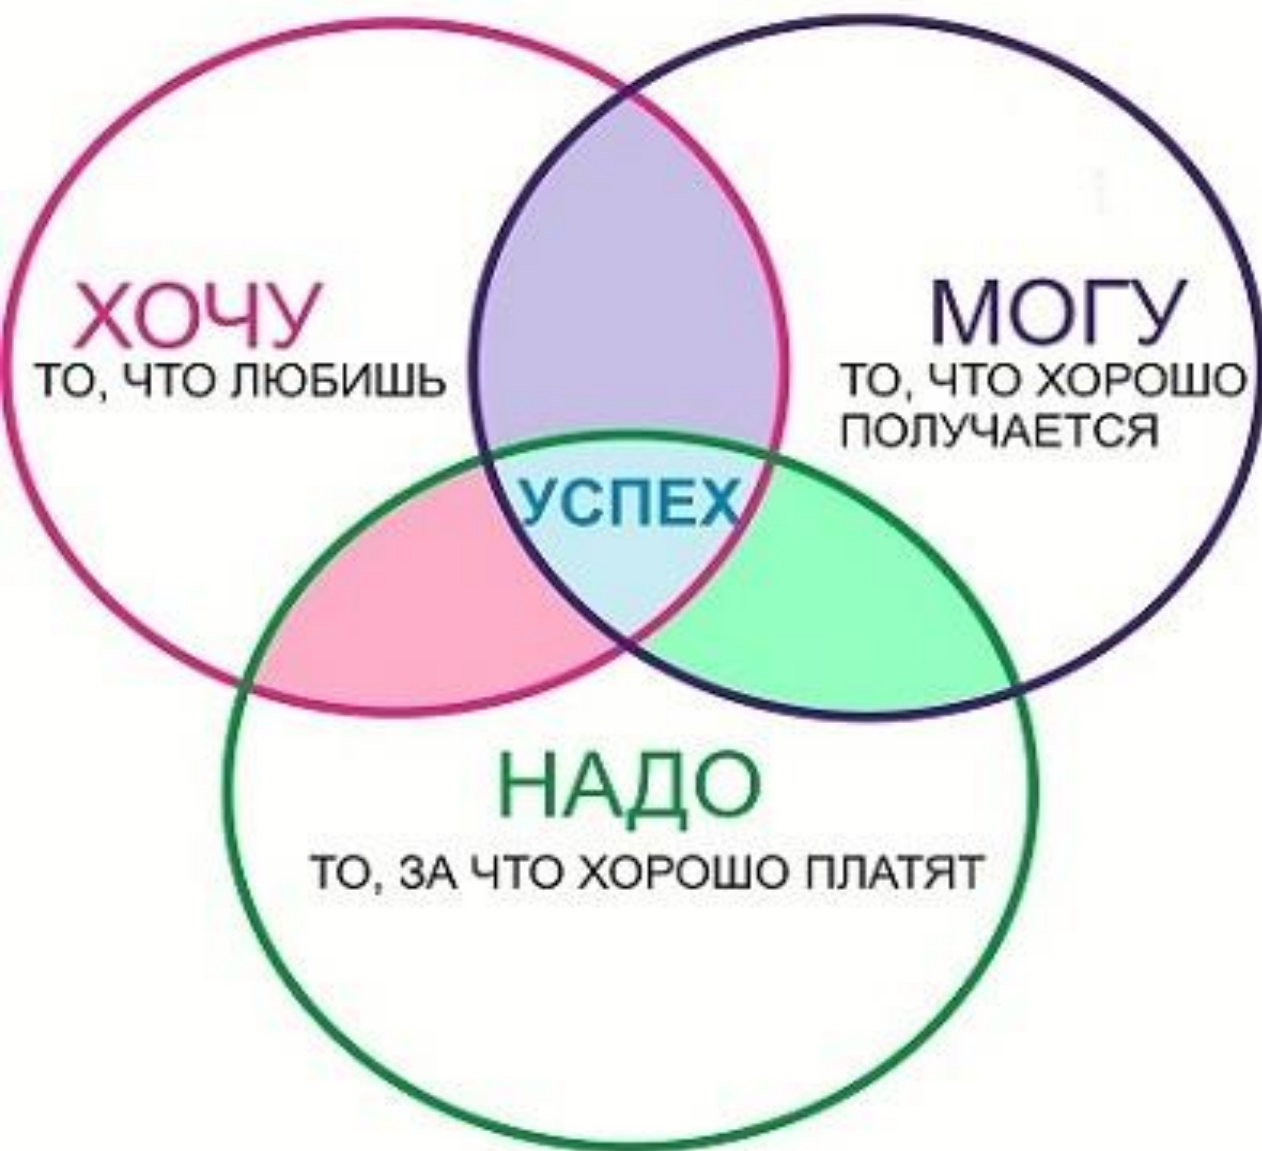 ХОЧУ
ТО, ЧТО ЛЮБИШЬ
МОГУ
ТО, ЧТО ХОРОШО
ПОЛУЧАЕТСЯ
УСПЕХ
НАДО
ТО, ЗА ЧТО ХОРОШО ПЛАТЯТ